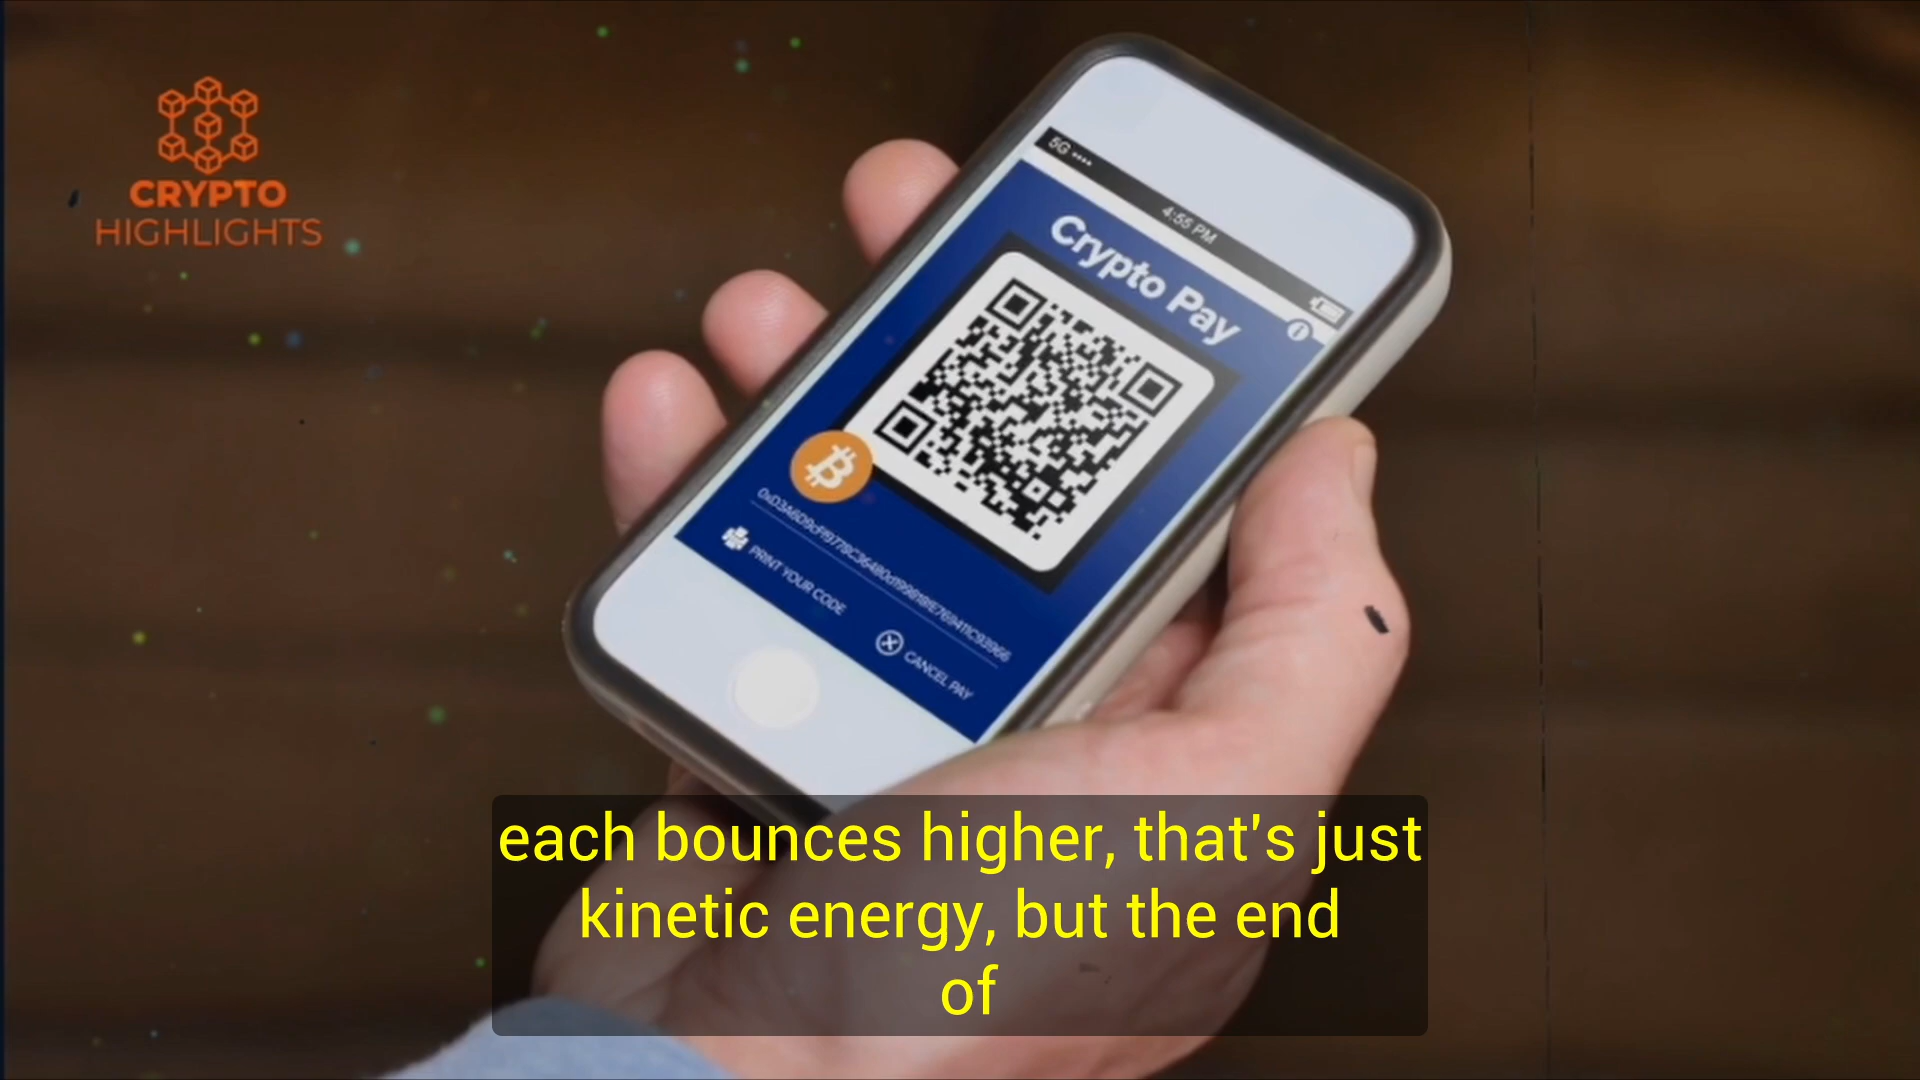 CRYPTO
HIGHLIGHTS
5G
4:55 PM
Crypto Pay
PRINT YOUR CODE
CANCEL PAY
each bounces higher, that's just
kinetic energy, but the end
of